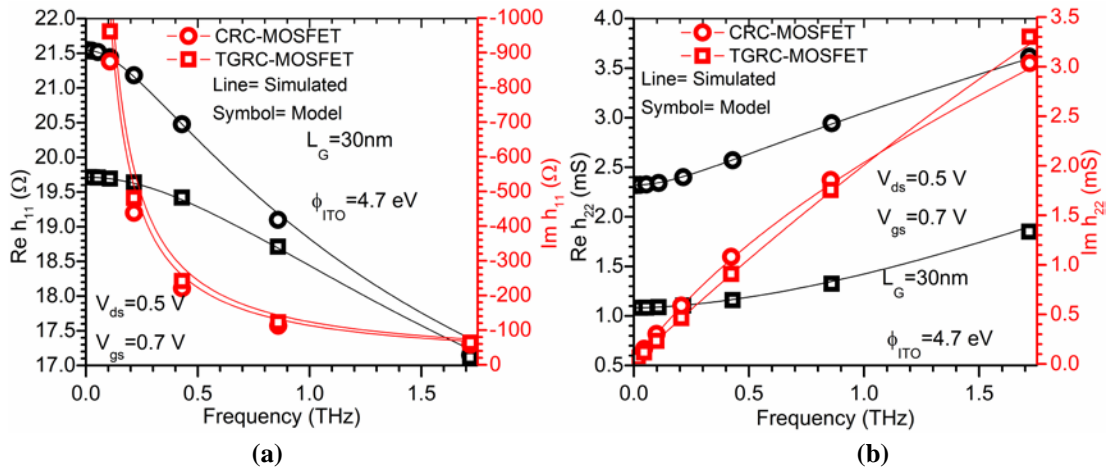 22.0
21.5
21.0
20.5
20.0
19.5
19.0
18.5
18.0
17.5
17.0
Re h11 (Ω)
0.0
0.5
1.0
1.5
Frequency (THz)
-1000
-900
-800
-700
-600
-500
-400
-300
-200
-100
0
Im h11 (Ω)
CRC-MOSFET
TGRC-MOSFET
Line= Simulated
Symbol= Model
LG=30nm
ϕITO=4.7 eV
Vds=0.5 V
Vgs=0.7 V
(a)
4.0
3.5
3.0
2.5
2.0
1.5
1.0
0.5
Re h22 (mS)
0.0
0.5
1.0
1.5
Frequency (THz)
3.5
3.0
2.5
2.0
1.5
1.0
0.5
0.0
Im h22 (mS)
CRC-MOSFET
TGRC-MOSFET
Line= Simulated
Symbol= Model
Vds=0.5 V
Vgs=0.7 V
LG=30nm
ϕITO=4.7 eV
(b)